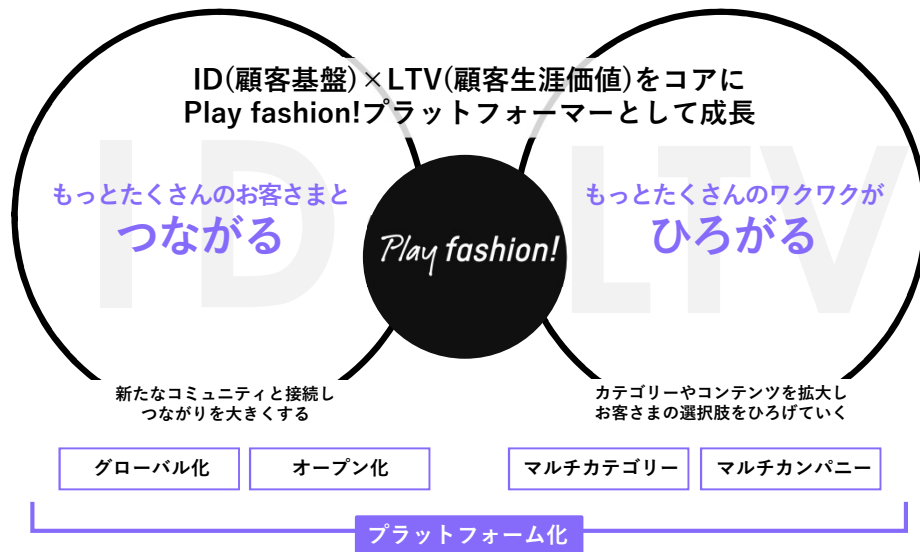 ID(顧客基盤)×LTV(顧客生涯価値)をコアに
Play fashion!プラットフォーマーとして成長
ID
LTV
もっとたくさんのお客さまと
つながる
Play fashion!
もっとたくさんのワクワクが
ひろがる
新たなコミュニティと接続し
つながりを大きくする
カテゴリーやコンテンツを拡大し
お客さまの選択肢をひろげていく
グローバル化
オープン化
マルチカテゴリー
マルチカンパニー
プラットフォーム化